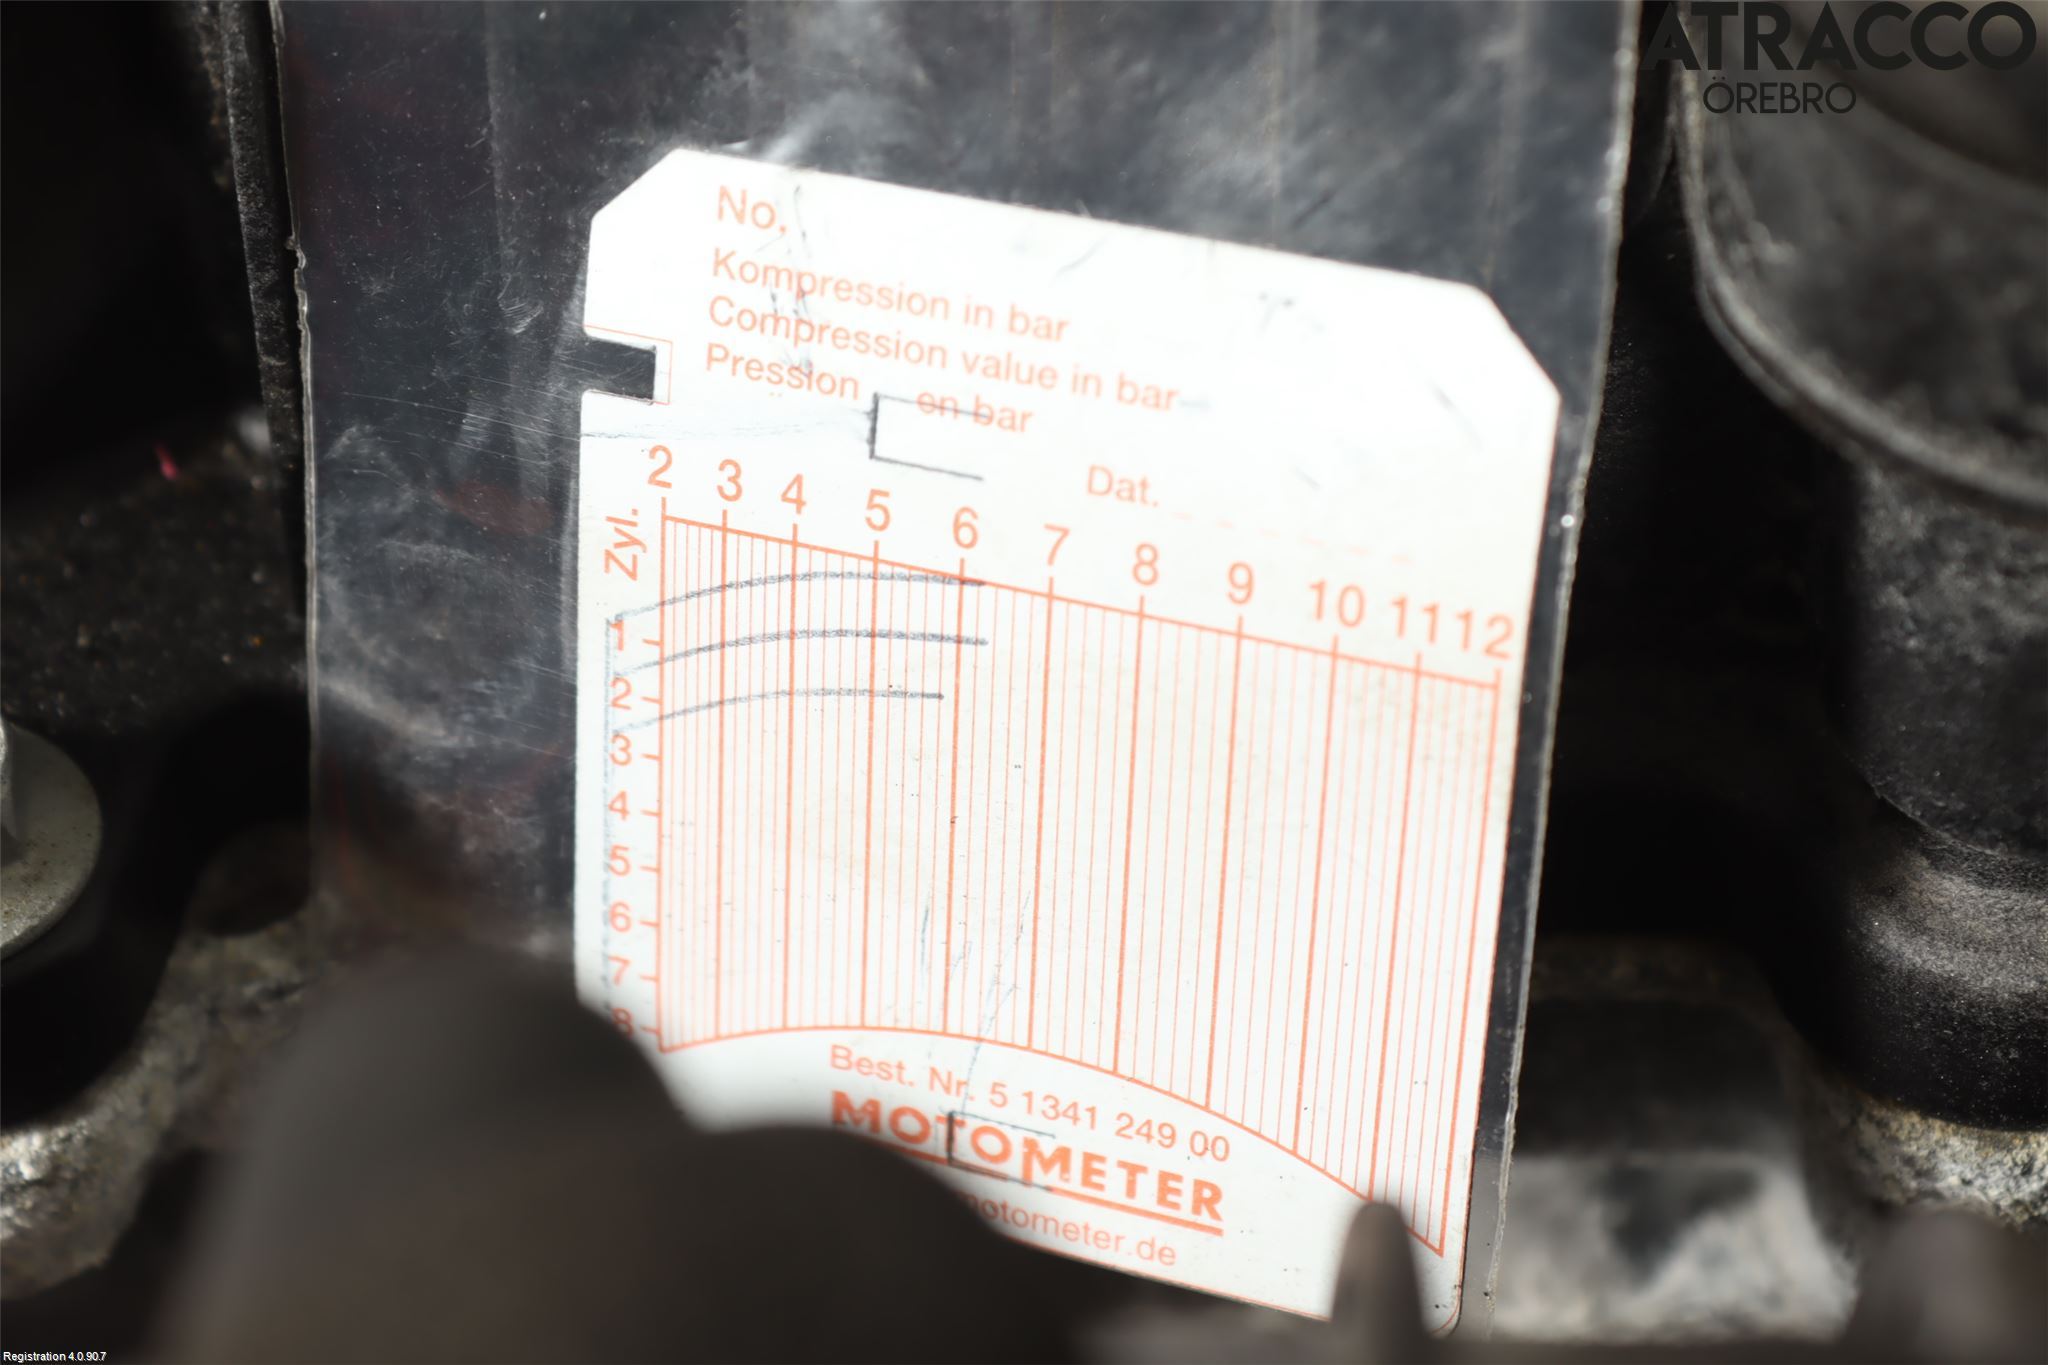 ATRACCO
ÖREBRO
No.
Kompression in bar
Compression value in bar
Pression en bar
Dat.
2 3 4 5 6 7 8 9 10 11 12
Zyl.
1
2
3
4
5
6
7
8
Best. Nr. 5 1341 249 00
MOTOMETER
motometer.de
Registration 4.0.90.7